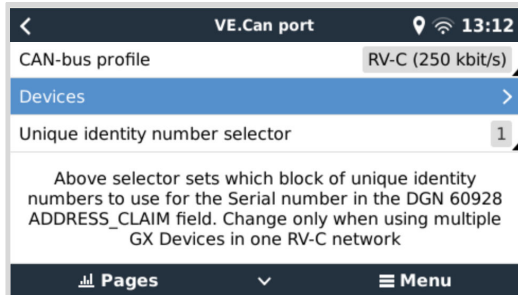 VE.Can port 13:12
CAN-bus profile RV-C (250 kbit/s)
Devices
Unique identity number selector 1
Above selector sets which block of unique identity
numbers to use for the Serial number in the DGN 60928
ADDRESS_CLAIM field. Change only when using multiple
GX Devices in one RV-C network
Pages Menu